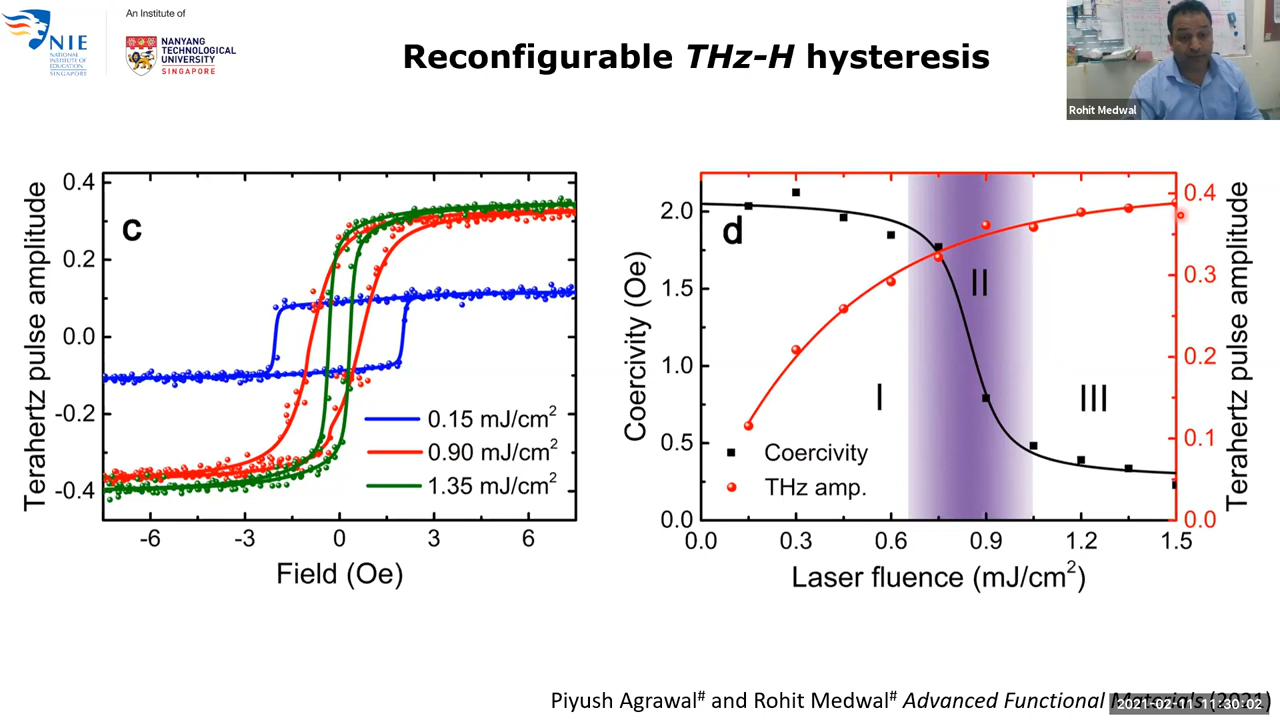 An Institute of
NIE
NATIONAL
INSTITUTE OF
EDUCATION
SINGAPORE
NANYANG
TECHNOLOGICAL
UNIVERSITY
SINGAPORE
Reconfigurable THz-H hysteresis
Rohit Medwal
c
Terahertz pulse amplitude
0.4
0.2
0.0
-0.2
-0.4
0.15 mJ/cm²
0.90 mJ/cm²
1.35 mJ/cm²
-6 -3 0 3 6
Field (Oe)
d
Coercivity (Oe)
2.0
1.5
1.0
0.5
0.0
I
II
III
Coercivity
THz amp.
0.4
0.3
0.2
0.1
0.0
Terahertz pulse amplitude
0.0 0.3 0.6 0.9 1.2 1.5
Laser fluence (mJ/cm²)
Piyush Agrawal# and Rohit Medwal# Advanced Functional Materials (2021)
2021-02-11 11:30:02